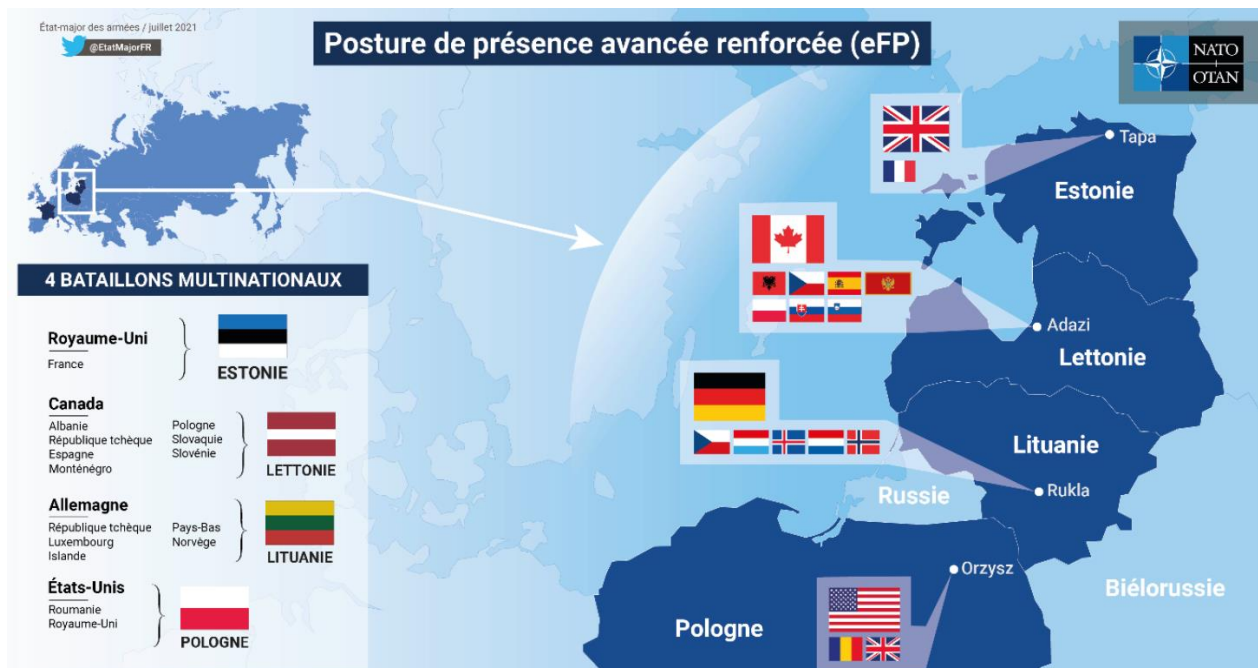 État-major des armées / juillet 2021
@EtatMajorFR
Posture de présence avancée renforcée (eFP)
NATO
OTAN
4 BATAILLONS MULTINATIONAUX
Royaume-Uni
France
ESTONIE
Canada
Albanie
République tchèque
Espagne
Monténégro
Pologne
Slovaquie
Slovénie
LETTONIE
Allemagne
République tchèque
Luxembourg
Islande
Pays-Bas
Norvège
LITUANIE
États-Unis
Roumanie
Royaume-Uni
POLOGNE
Tapa
Estonie
Adazi
Lettonie
Lituanie
Rukla
Russie
Orzysz
Biélorussie
Pologne